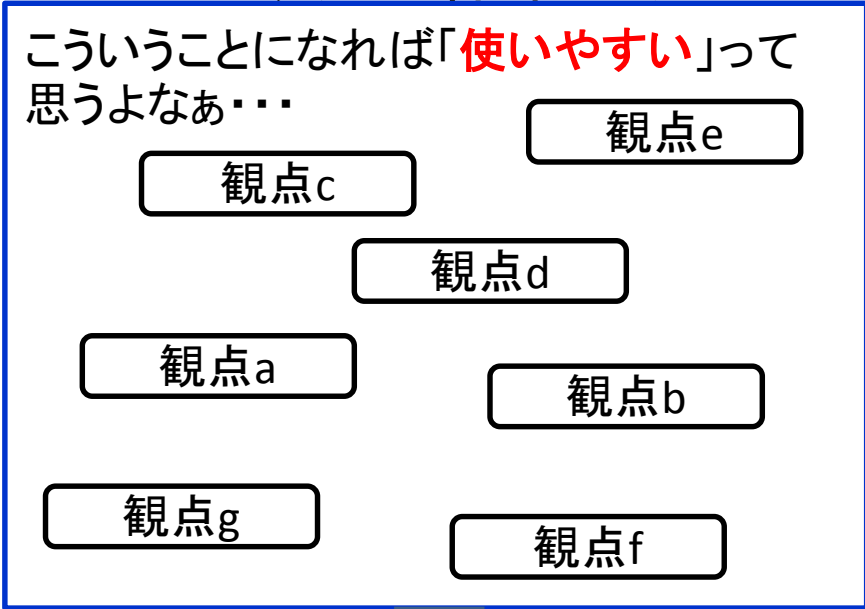 こういうことになれば「使いやすい」って
思うよなぁ・・・
観点e
観点c
観点d
観点a
観点b
観点g
観点f